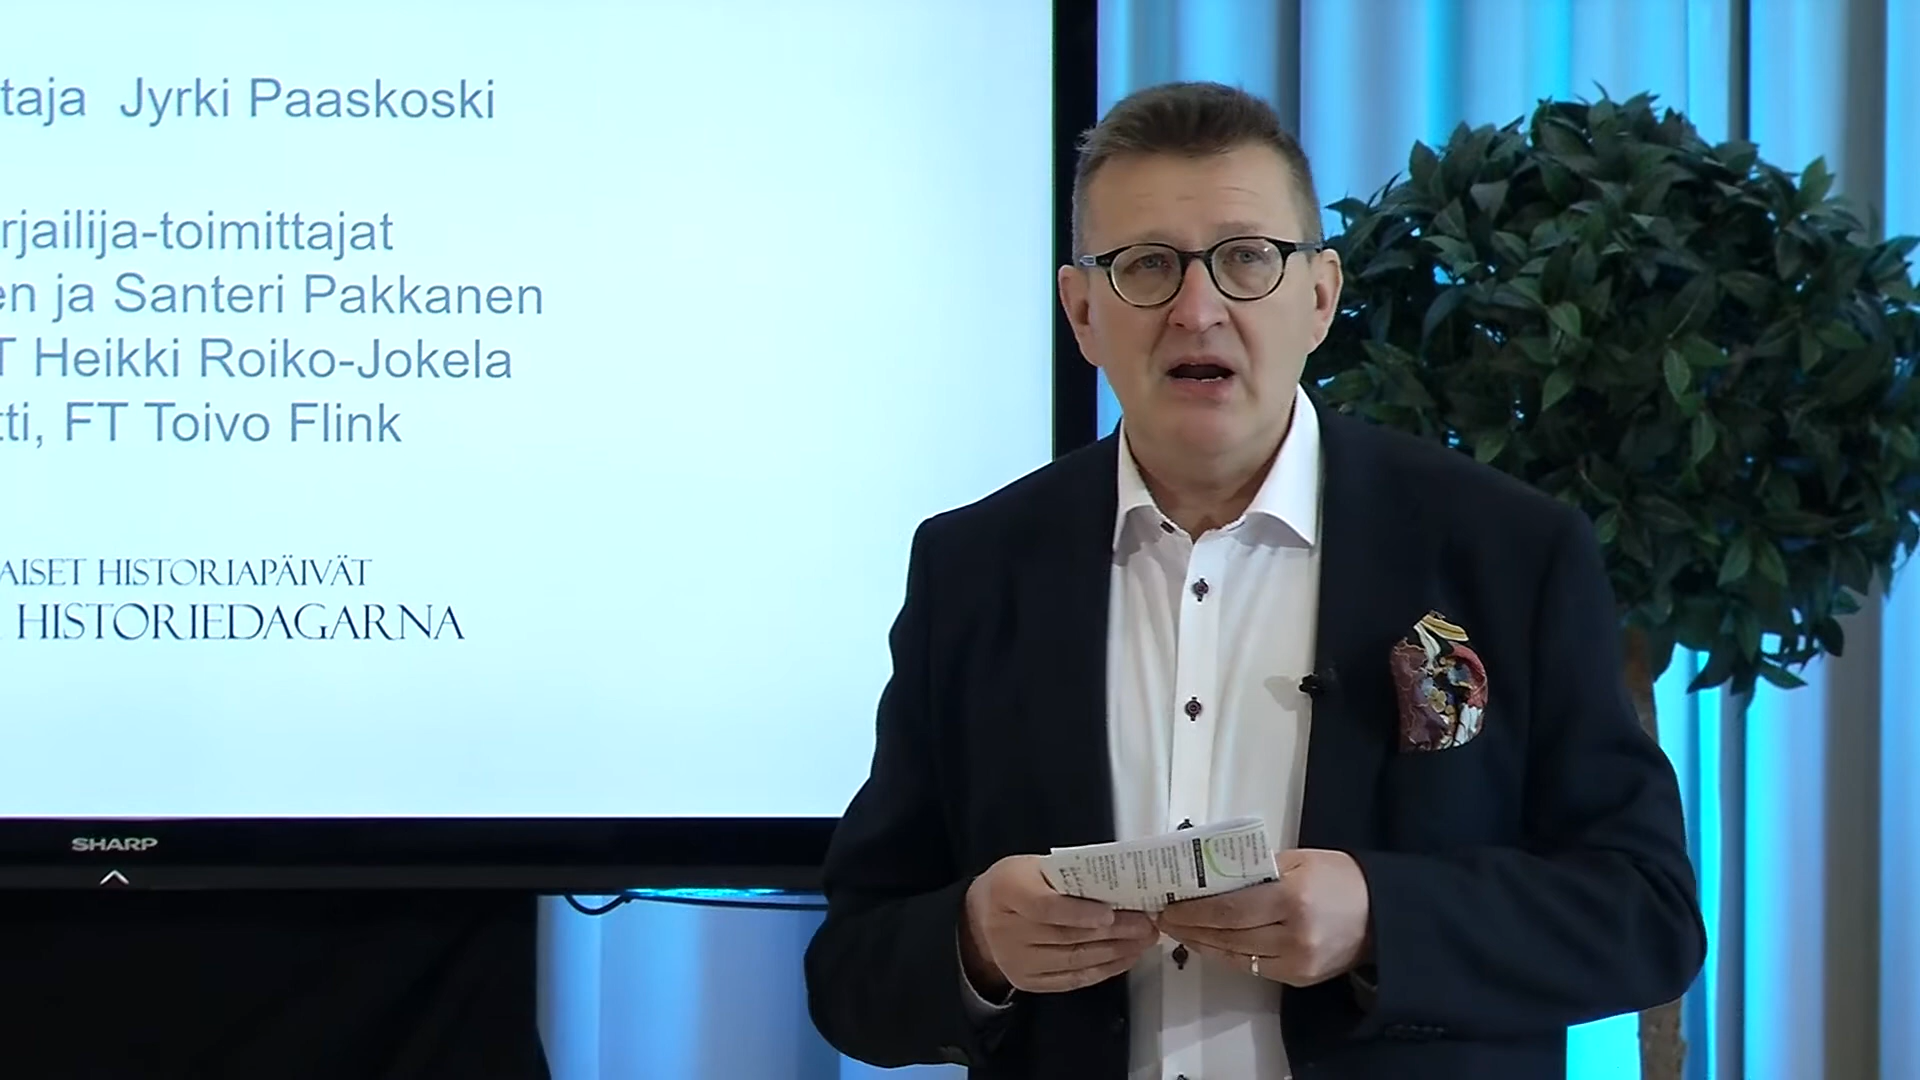 taja Jyrki Paaskoski
rjailija-toimittajat
en ja Santeri Pakkanen
T Heikki Roiko-Jokela
tti, FT Toivo Flink
AISET HISTORIAPÄIVÄT
HISTORIEDAGARNA
SHARP